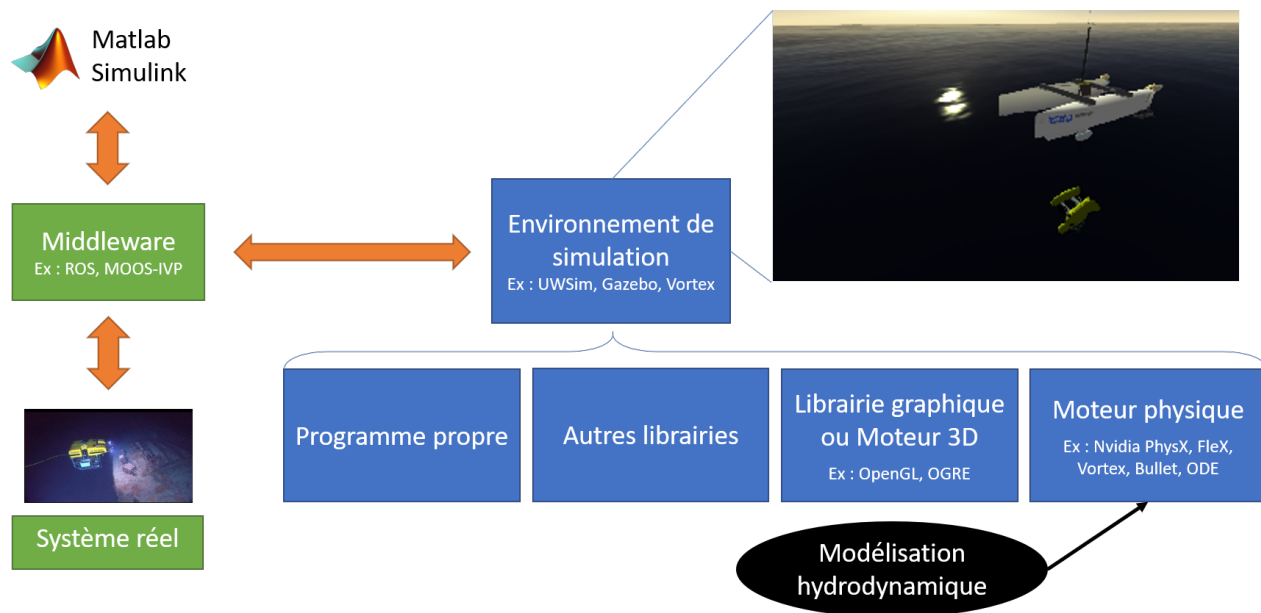 Matlab
Simulink
Middleware
Ex : ROS, MOOS-IVP
Système réel
Environnement de
simulation
Ex : UWSim, Gazebo, Vortex
Programme propre
Autres librairies
Librairie graphique
ou Moteur 3D
Ex : OpenGL, OGRE
Moteur physique
Ex : Nvidia PhysX, FleX,
Vortex, Bullet, ODE
Modélisation
hydrodynamique